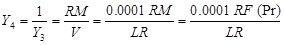 Y₄ = 1/Y₃ = RM/V = 0.0001 RM/LR = 0.0001 RF (Pr)/LR